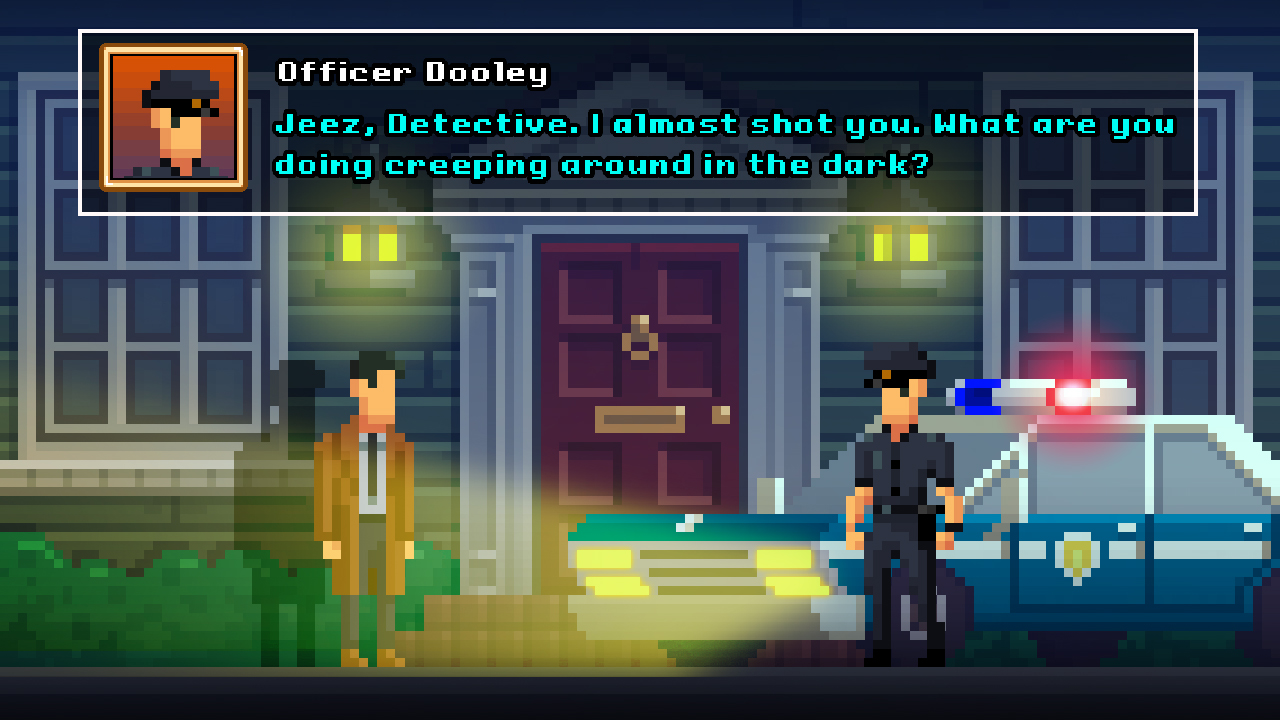 Officer Dooley
Jeez, Detective. I almost shot you. What are you
doing creeping around in the dark?